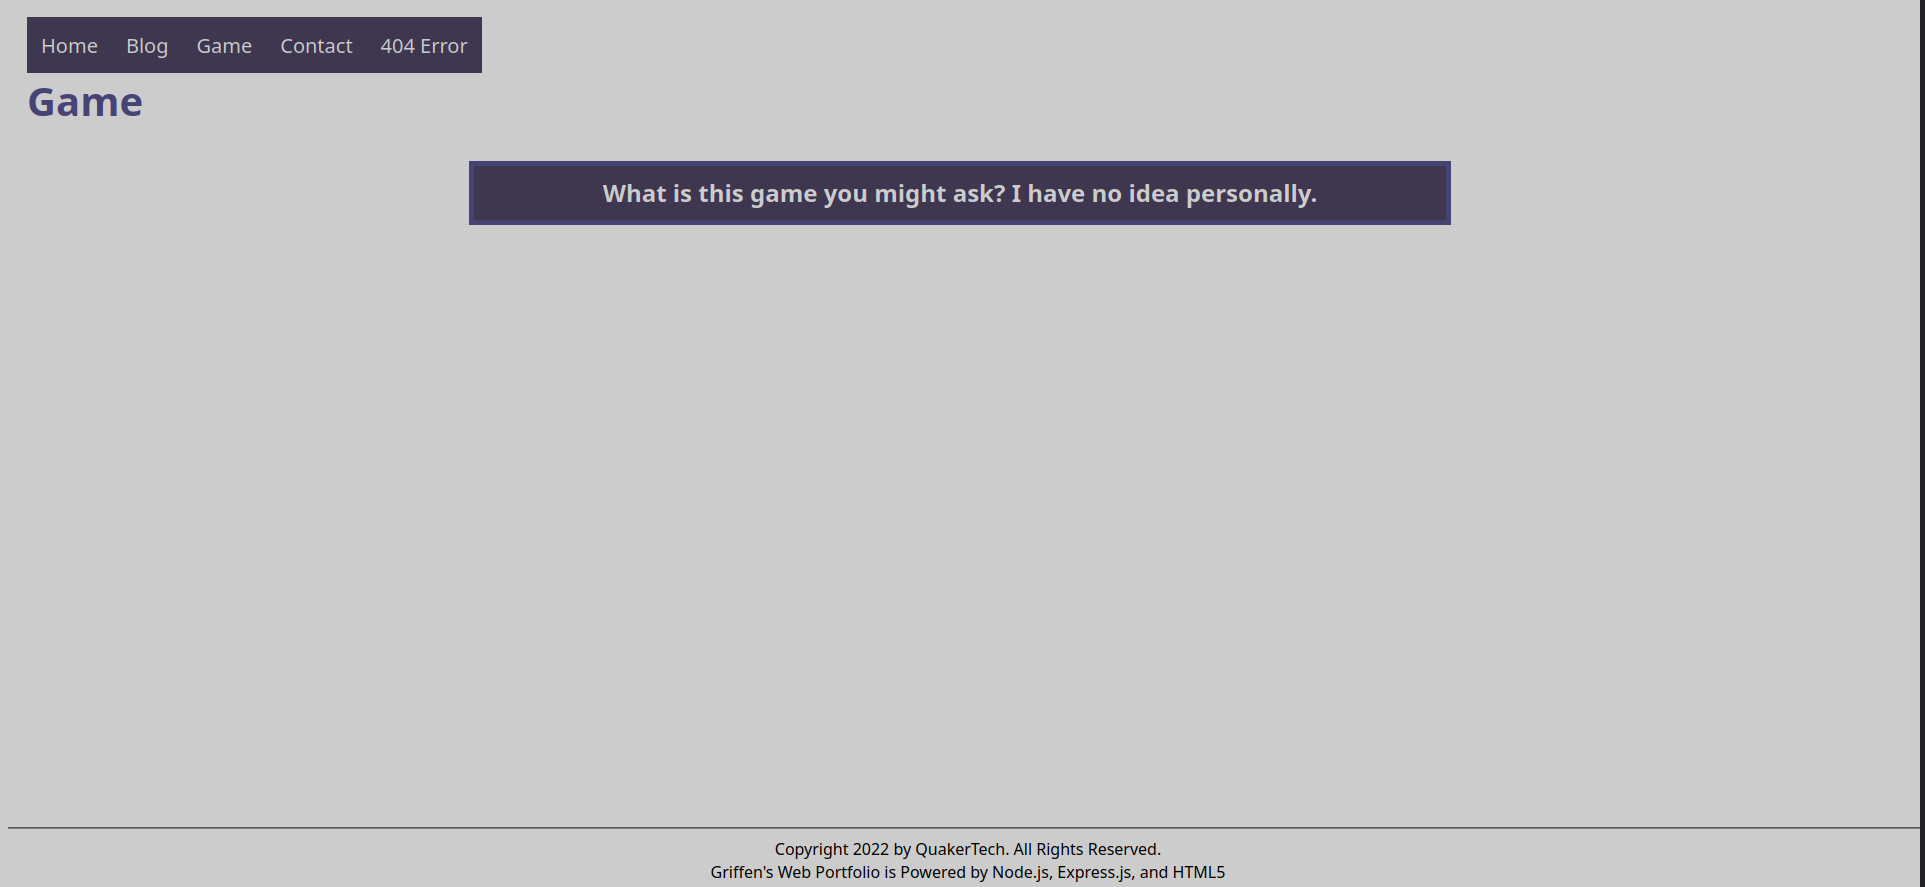 Home Blog Game Contact 404 Error
Game
What is this game you might ask? I have no idea personally.
Copyright 2022 by QuakerTech. All Rights Reserved.
Griffen's Web Portfolio is Powered by Node.js, Express.js, and HTML5